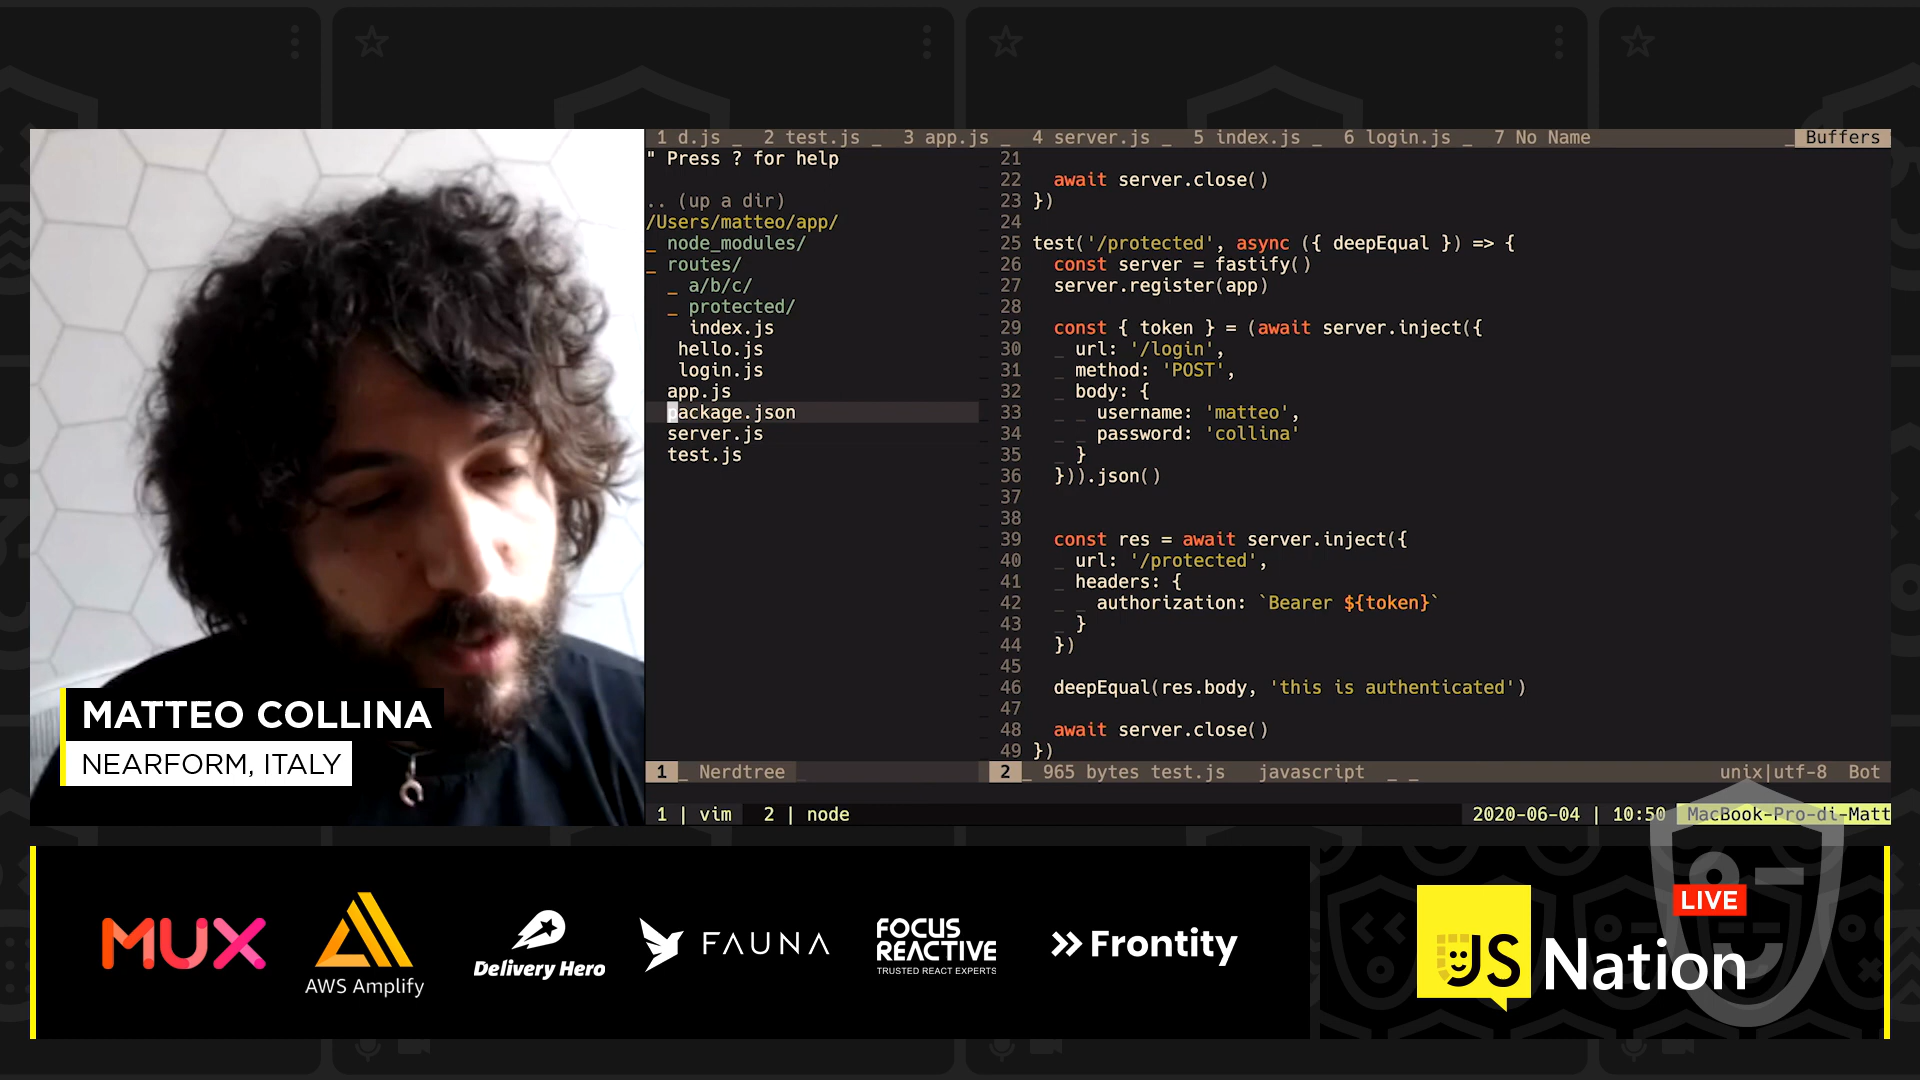 1 d.js _ 2 test.js _ 3 app.js _ 4 server.js _ 5 index.js _ 6 login.js _ 7 No Name _ Buffers
" Press ? for help
.. (up a dir)
/Users/matteo/app/
_ node_modules/
_ routes/
_ a/b/c/
_ protected/
index.js
hello.js
login.js
app.js
package.json
server.js
test.js
21
22 await server.close()
23 })
24
25 test('/protected', async ({ deepEqual }) => {
26 const server = fastify()
27 server.register(app)
28
29 const { token } = (await server.inject({
30 _ url: '/login',
31 _ method: 'POST',
32 _ body: {
33 _ _ username: 'matteo',
34 _ _ password: 'collina'
35 _ }
36 })).json()
37
38
39 const res = await server.inject({
40 _ url: '/protected',
41 _ headers: {
42 _ _ authorization: `Bearer ${token}`
43 _ }
44 })
45
46 deepEqual(res.body, 'this is authenticated')
47
48 await server.close()
49 })
1 _ Nerdtree
2 _ 965 bytes test.js javascript _ _ unix|utf-8 Bot
1 | vim 2 | node 2020-06-04 | 10:50 MacBook-Pro-di-Matt
MATTEO COLLINA
NEARFORM, ITALY
MUX
AWS Amplify
Delivery Hero
FAUNA
FOCUS
REACTIVE
TRUSTED REACT EXPERTS
Frontity
LIVE
JS Nation